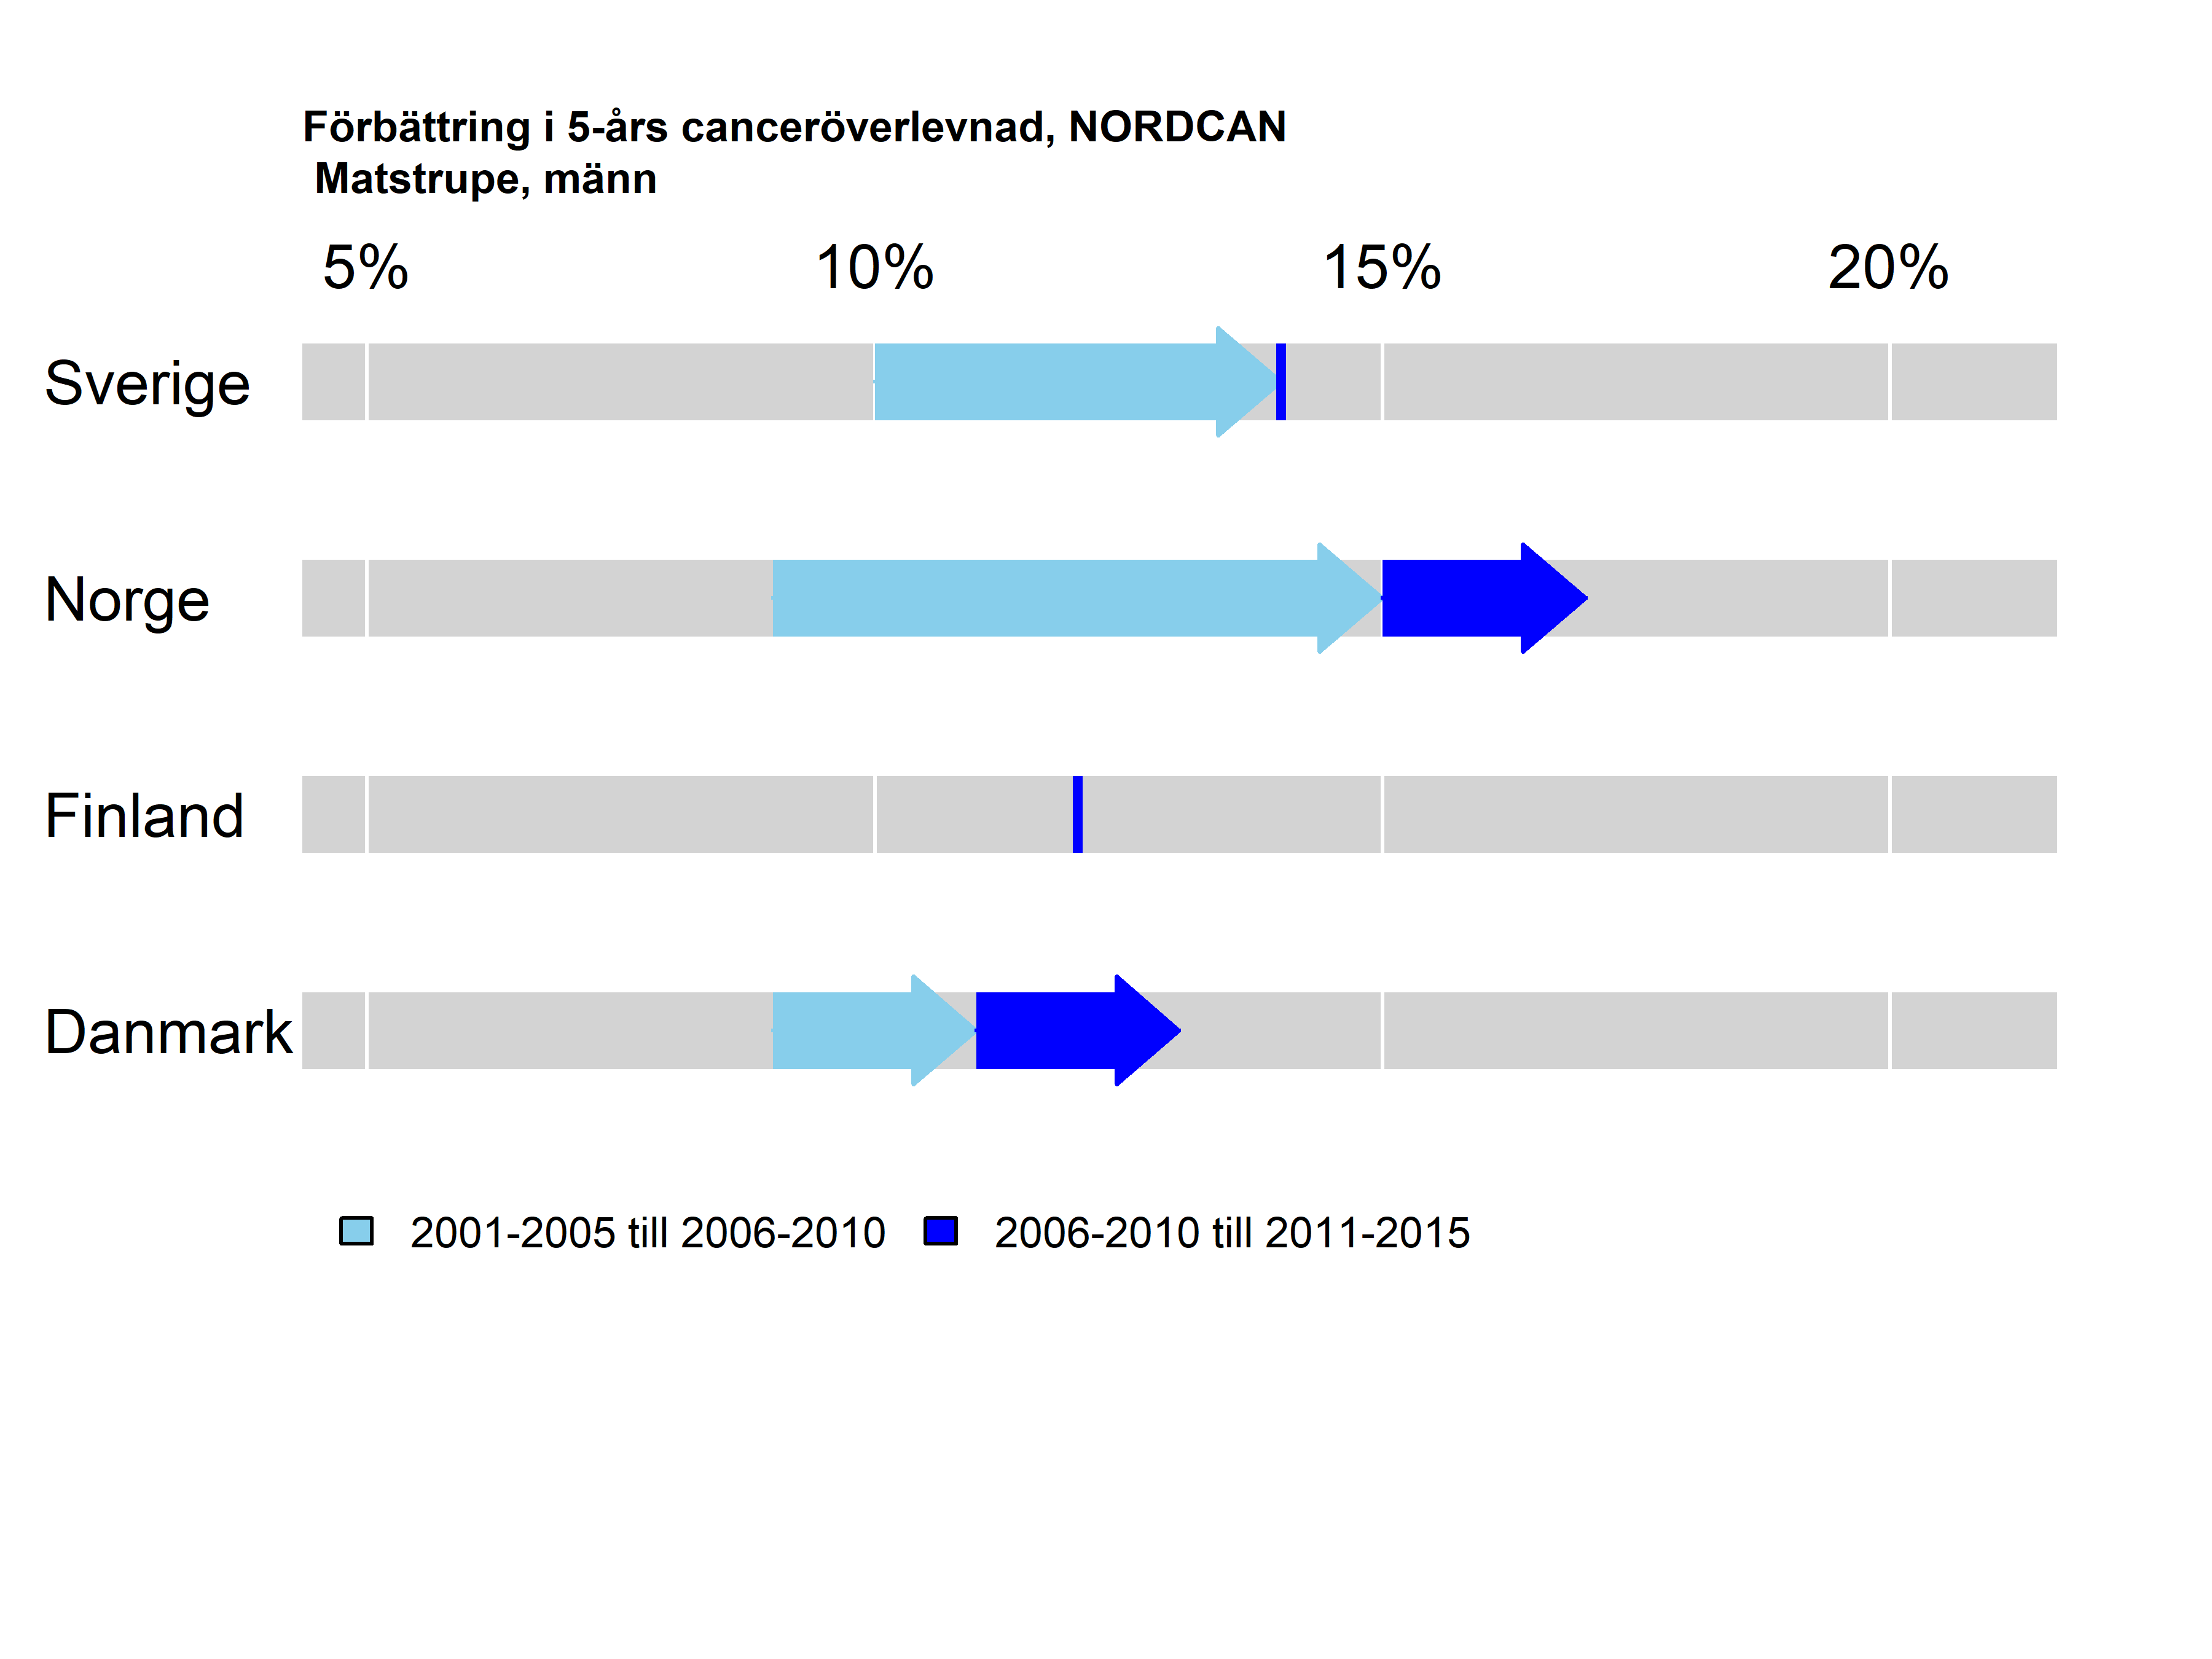 Förbättring i 5-års canceröverlevnad, NORDCAN
Matstrupe, männ
5% 10% 15% 20%
Sverige
Norge
Finland
Danmark
2001-2005 till 2006-2010 2006-2010 till 2011-2015